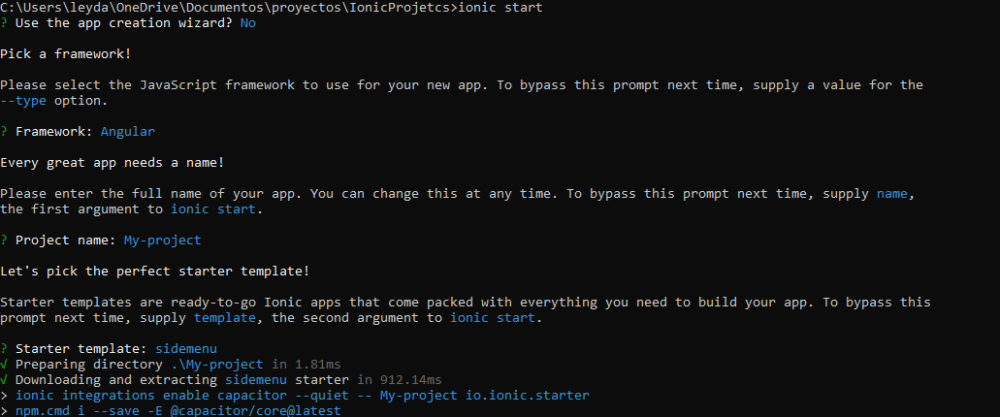 C:\Users\leyda\OneDrive\Documentos\proyectos\IonicProjetcs>ionic start
? Use the app creation wizard? No
Pick a framework!
Please select the JavaScript framework to use for your new app. To bypass this prompt next time, supply a value for the
--type option.
? Framework: Angular
Every great app needs a name!
Please enter the full name of your app. You can change this at any time. To bypass this prompt next time, supply name,
the first argument to ionic start.
? Project name: My-project
Let's pick the perfect starter template!
Starter templates are ready-to-go Ionic apps that come packed with everything you need to build your app. To bypass this
prompt next time, supply template, the second argument to ionic start.
? Starter template: sidemenu
√ Preparing directory .\My-project in 1.81ms
√ Downloading and extracting sidemenu starter in 912.14ms
> ionic integrations enable capacitor --quiet -- My-project io.ionic.starter
> npm.cmd i --save -E @capacitor/core@latest